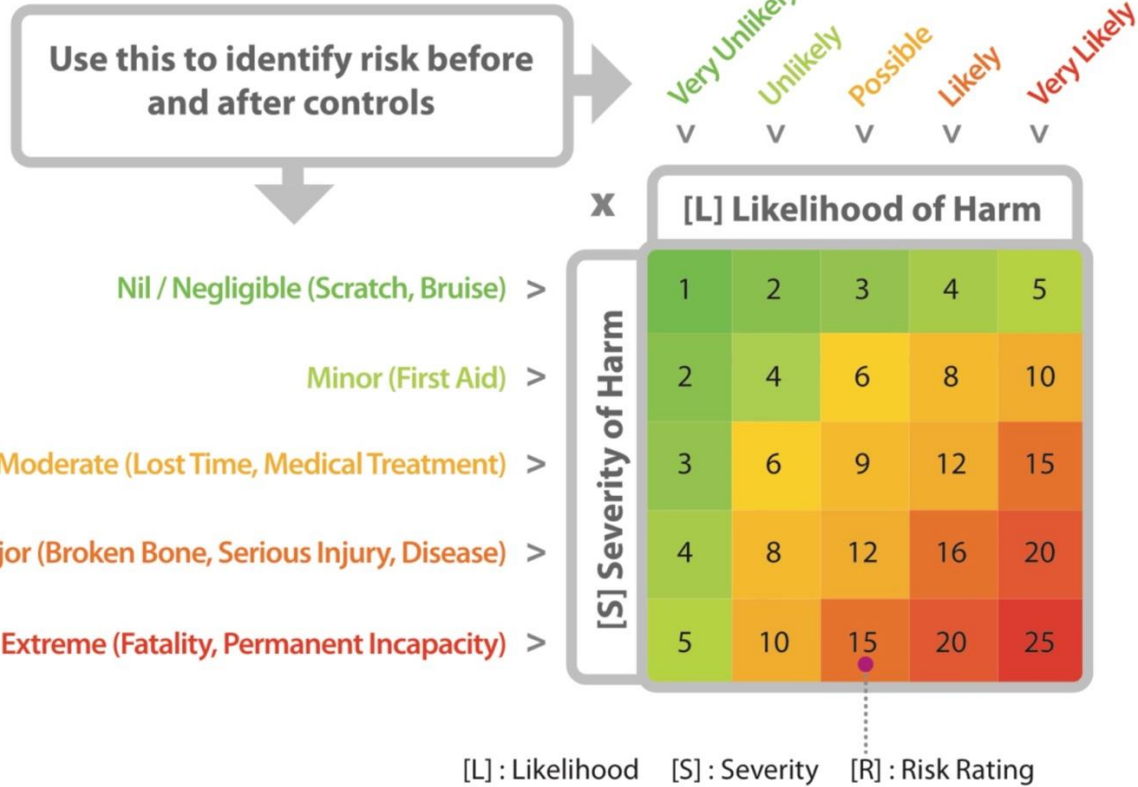 Use this to identify risk before
and after controls
Very Unlikely
Unlikely
Possible
Likely
Very Likely
v v v v v
x
[L] Likelihood of Harm
[S] Severity of Harm
Nil / Negligible (Scratch, Bruise) > 1 2 3 4 5
Minor (First Aid) > 2 4 6 8 10
Moderate (Lost Time, Medical Treatment) > 3 6 9 12 15
jor (Broken Bone, Serious Injury, Disease) > 4 8 12 16 20
Extreme (Fatality, Permanent Incapacity) > 5 10 15 20 25
[L] : Likelihood [S] : Severity [R] : Risk Rating